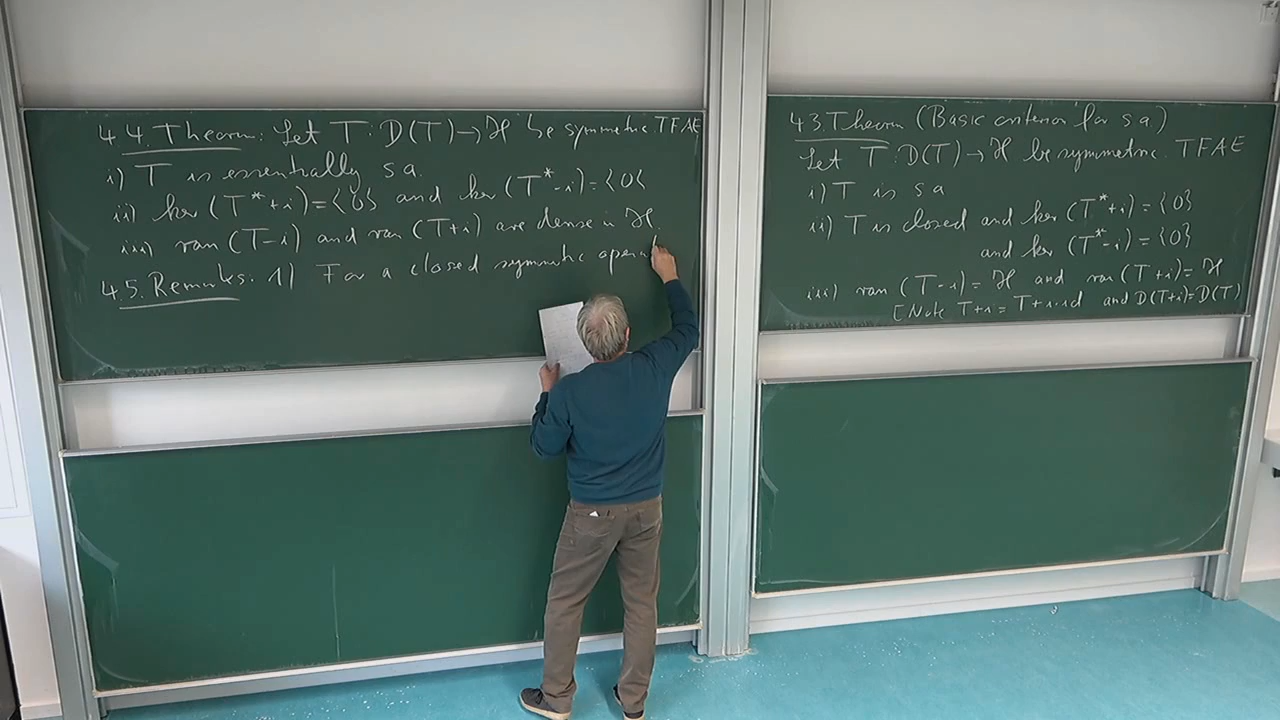 4.4. Theorem: Let T: D(T) → ℋ be symmetric TFAE
i) T is essentially s.a.
ii) ker (T*+i) = {0} and ker (T*-i) = {0}
iii) ran (T-i) and ran (T+i) are dense in ℋ
4.5. Remarks. 1) For a closed symmetric opera
4.3. Theorem (Basic criterion for s a)
Let T: D(T) → ℋ be symmetric. TFAE
i) T is s a
ii) T is closed and ker (T*+i) = {0}
and ker (T*-i) = {0}
iii) ran (T-i) = ℋ and ran (T+i) = ℋ
[Note T+i = T+i·id and D(T+i) = D(T)